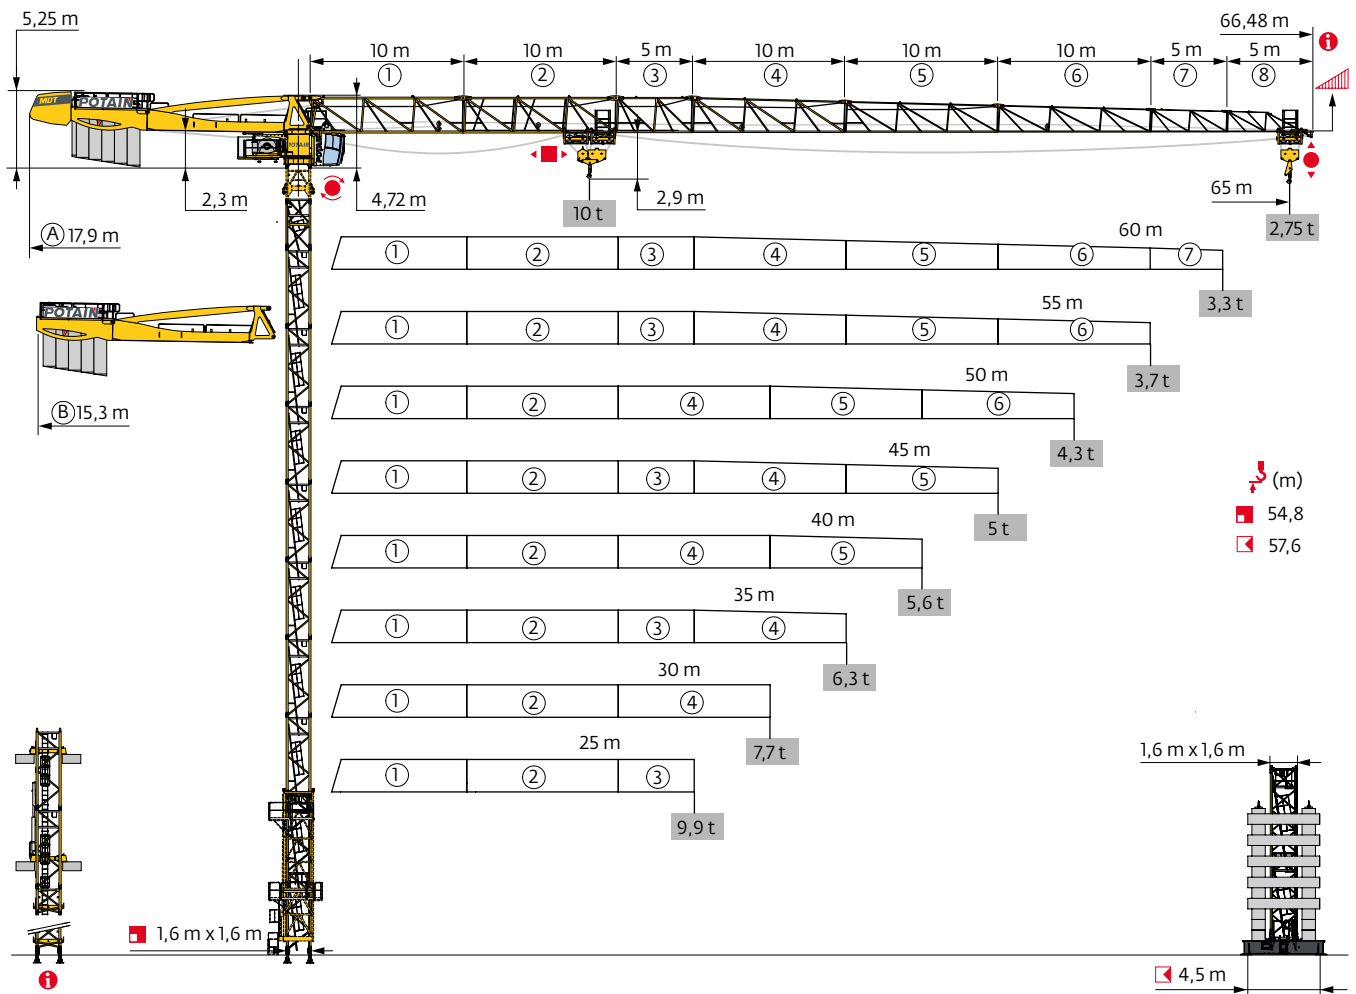 5,25 m
66,48 m
10 m
10 m
5 m
10 m
10 m
10 m
5 m
5 m
1
2
3
4
5
6
7
8
MDT
POTAIN
POTAIN
2,3 m
4,72 m
2,9 m
65 m
10 t
2,75 t
A 17,9 m
60 m
1 2 3 4 5 6 7
3,3 t
POTAIN
55 m
1 2 3 4 5 6
3,7 t
B 15,3 m
50 m
1 2 4 5 6
4,3 t
45 m
1 2 3 4 5
5 t
(m)
54,8
57,6
40 m
1 2 4 5
5,6 t
35 m
1 2 3 4
6,3 t
30 m
1 2 4
7,7 t
25 m
1 2 3
9,9 t
1,6 m x 1,6 m
1,6 m x 1,6 m
4,5 m
i
i